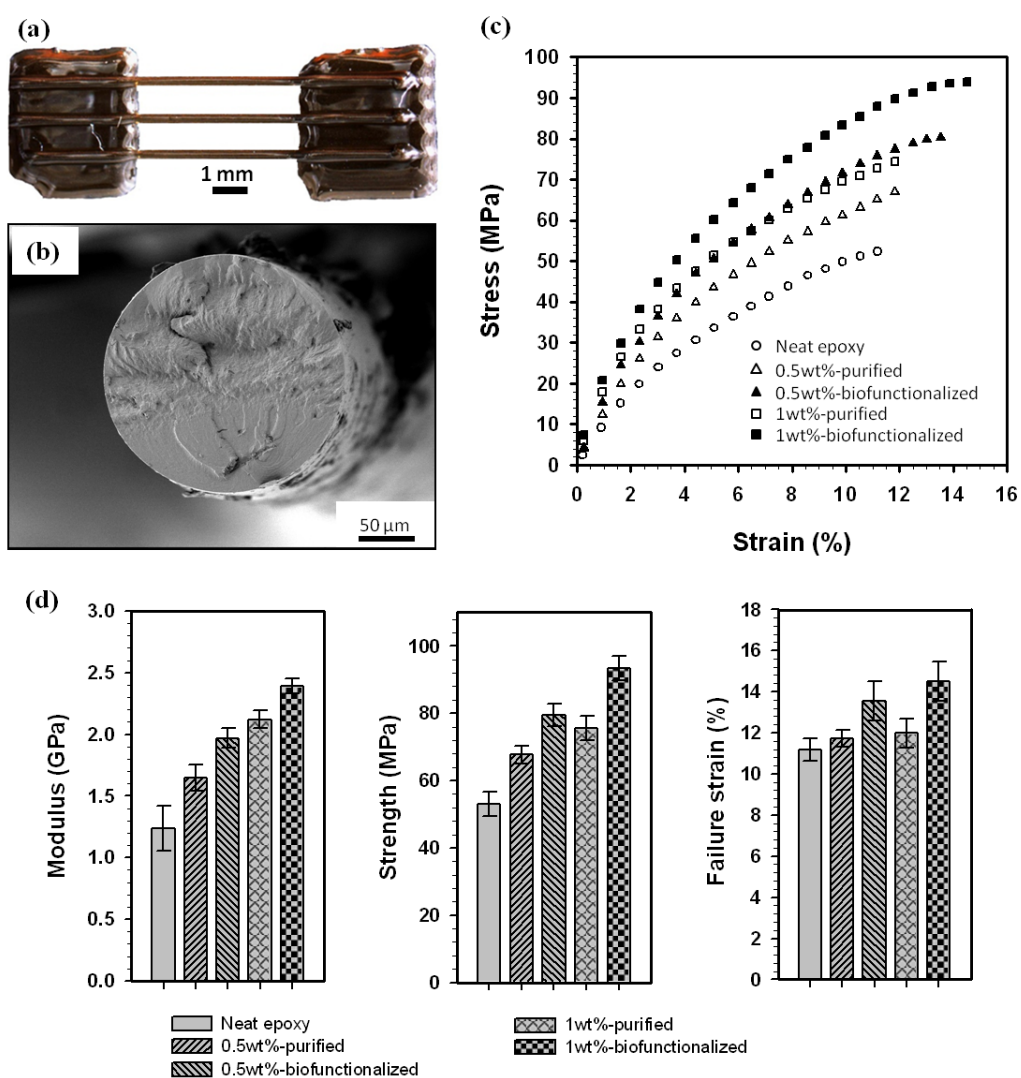 (a)
1 mm
(b)
50 µm
(c)
Stress (MPa)
100
90
80
70
60
50
40
30
20
10
0
Neat epoxy
0.5wt%-purified
0.5wt%-biofunctionalized
1wt%-purified
1wt%-biofunctionalized
0 2 4 6 8 10 12 14 16
Strain (%)
(d)
Modulus (GPa)
3.0
2.5
2.0
1.5
1.0
0.5
0.0
Strength (MPa)
100
80
60
40
20
0
Failure strain (%)
18
16
14
12
10
8
6
4
2
0
Neat epoxy
0.5wt%-purified
0.5wt%-biofunctionalized
1wt%-purified
1wt%-biofunctionalized